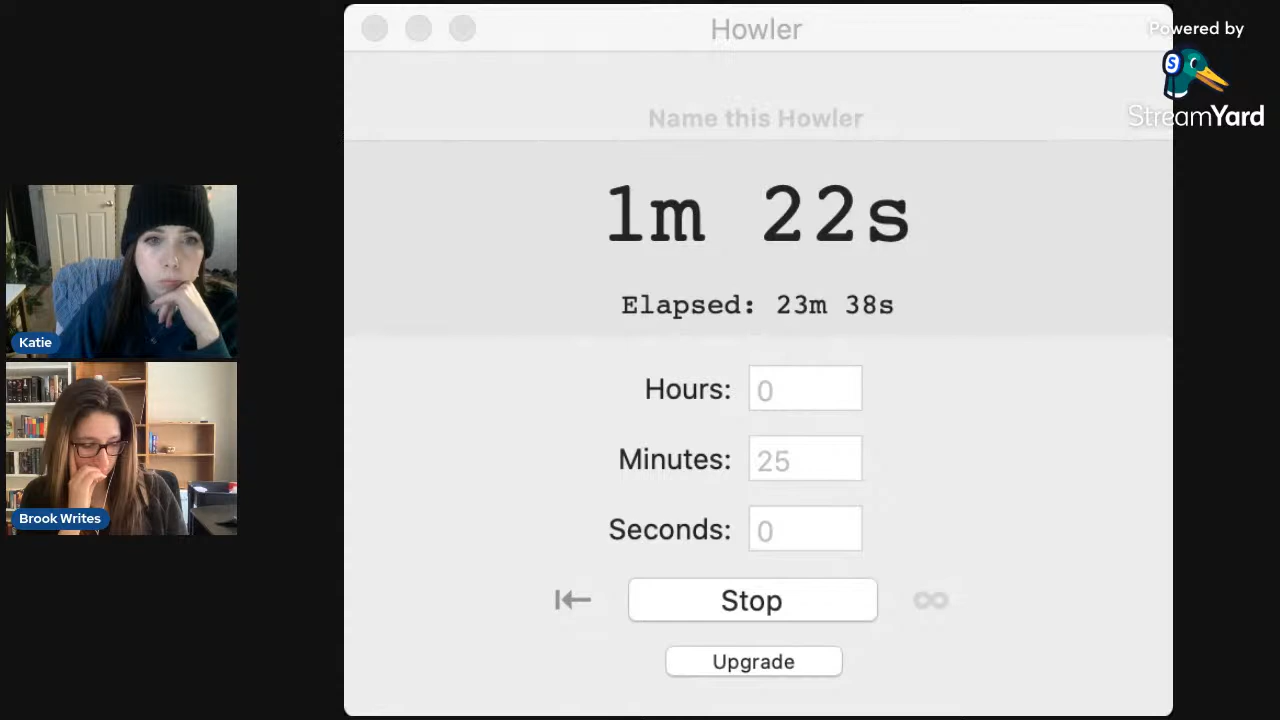 Howler
Powered by
StreamYard
Name this Howler
1m 22s
Elapsed: 23m 38s
Katie
Brook Writes
Hours: 0
Minutes: 25
Seconds: 0
Stop
Upgrade